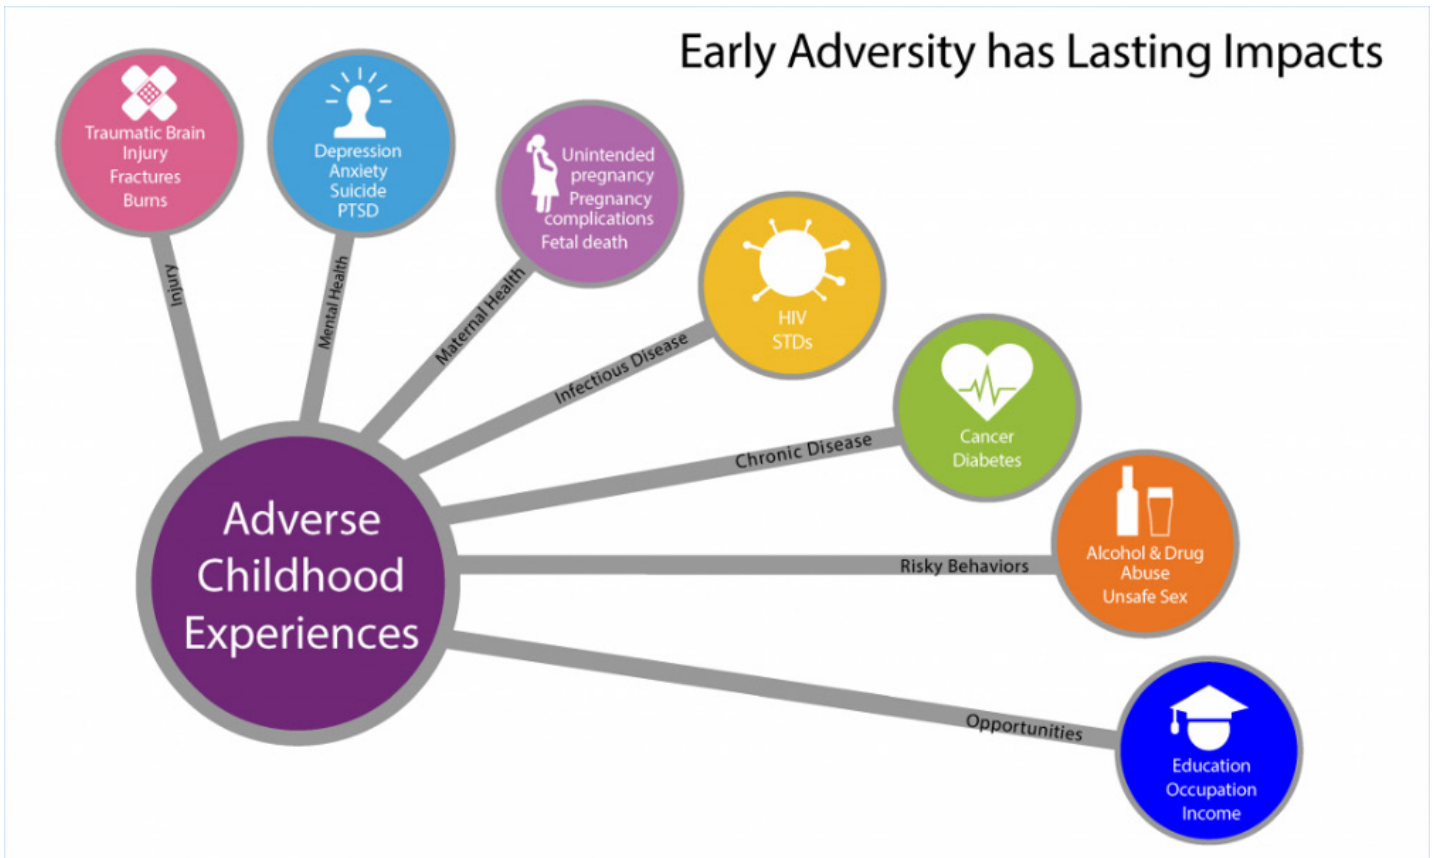 Early Adversity has Lasting Impacts
Traumatic Brain
Injury
Fractures
Burns
Injury
Depression
Anxiety
Suicide
PTSD
Mental Health
Unintended
pregnancy
Pregnancy
complications
Fetal death
Maternal Health
HIV
STDs
Infectious Disease
Cancer
Diabetes
Chronic Disease
Alcohol & Drug
Abuse
Unsafe Sex
Risky Behaviors
Education
Occupation
Income
Opportunities
Adverse
Childhood
Experiences